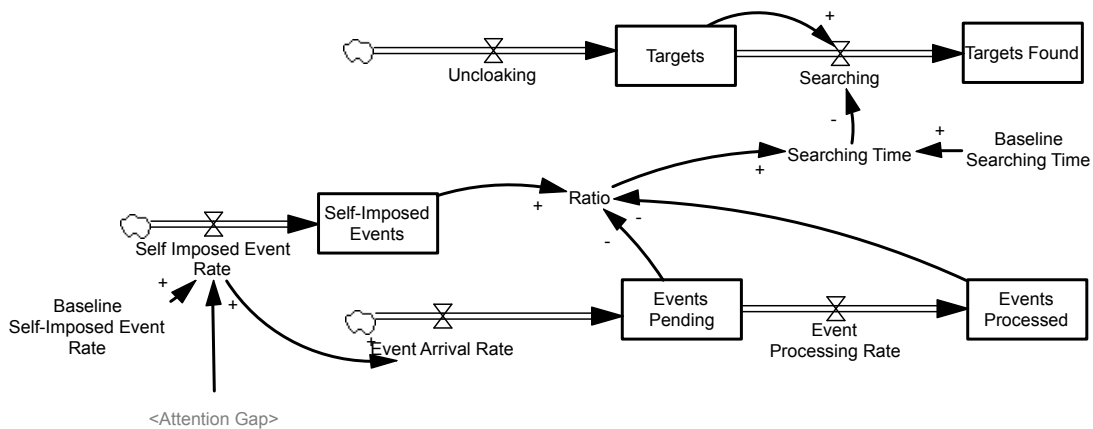 +
Targets
Targets Found
Uncloaking
Searching
-
+
Baseline
Searching Time
Searching Time
+
Ratio
+
-
-
Self-Imposed
Events
Self Imposed Event
Rate
+
+
Baseline
Self-Imposed Event
Rate
Events
Pending
Events
Processed
+
Event Arrival Rate
Event
Processing Rate
<Attention Gap>